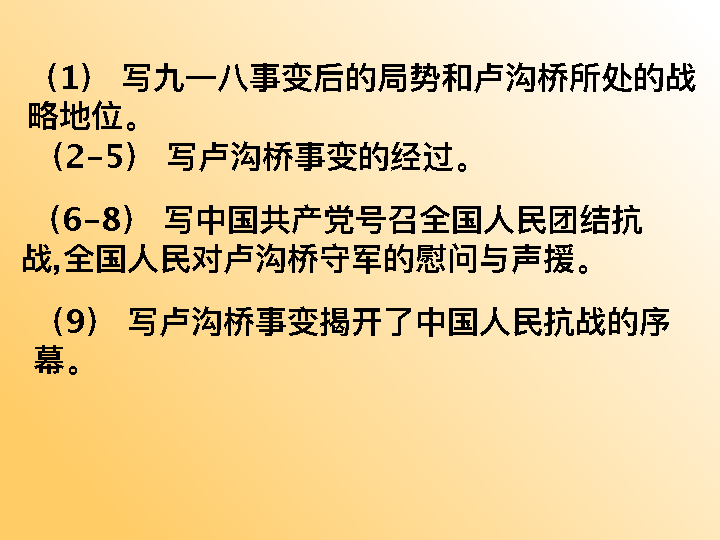 （1） 写九一八事变后的局势和卢沟桥所处的战
略地位。
（2-5） 写卢沟桥事变的经过。
（6-8） 写中国共产党号召全国人民团结抗
战,全国人民对卢沟桥守军的慰问与声援。
（9） 写卢沟桥事变揭开了中国人民抗战的序
幕。